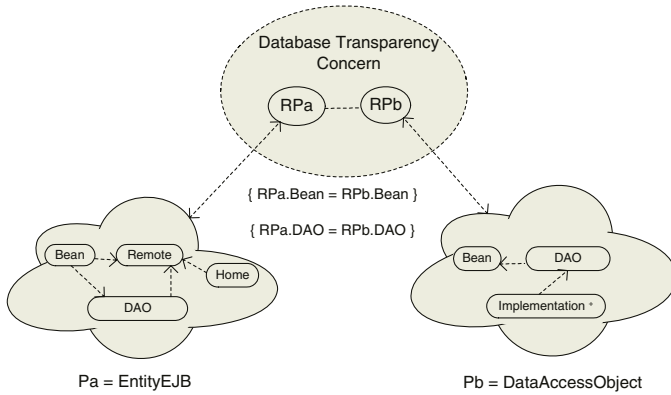 Database Transparency
Concern
RPa
RPb
{ RPa.Bean = RPb.Bean }
{ RPa.DAO = RPb.DAO }
Bean
Remote
Home
DAO
Bean
DAO
Implementation *
Pa = EntityEJB
Pb = DataAccessObject